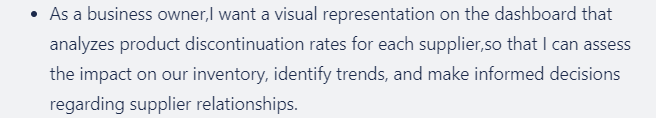 • As a business owner,I want a visual representation on the dashboard that
analyzes product discontinuation rates for each supplier,so that I can assess
the impact on our inventory, identify trends, and make informed decisions
regarding supplier relationships.